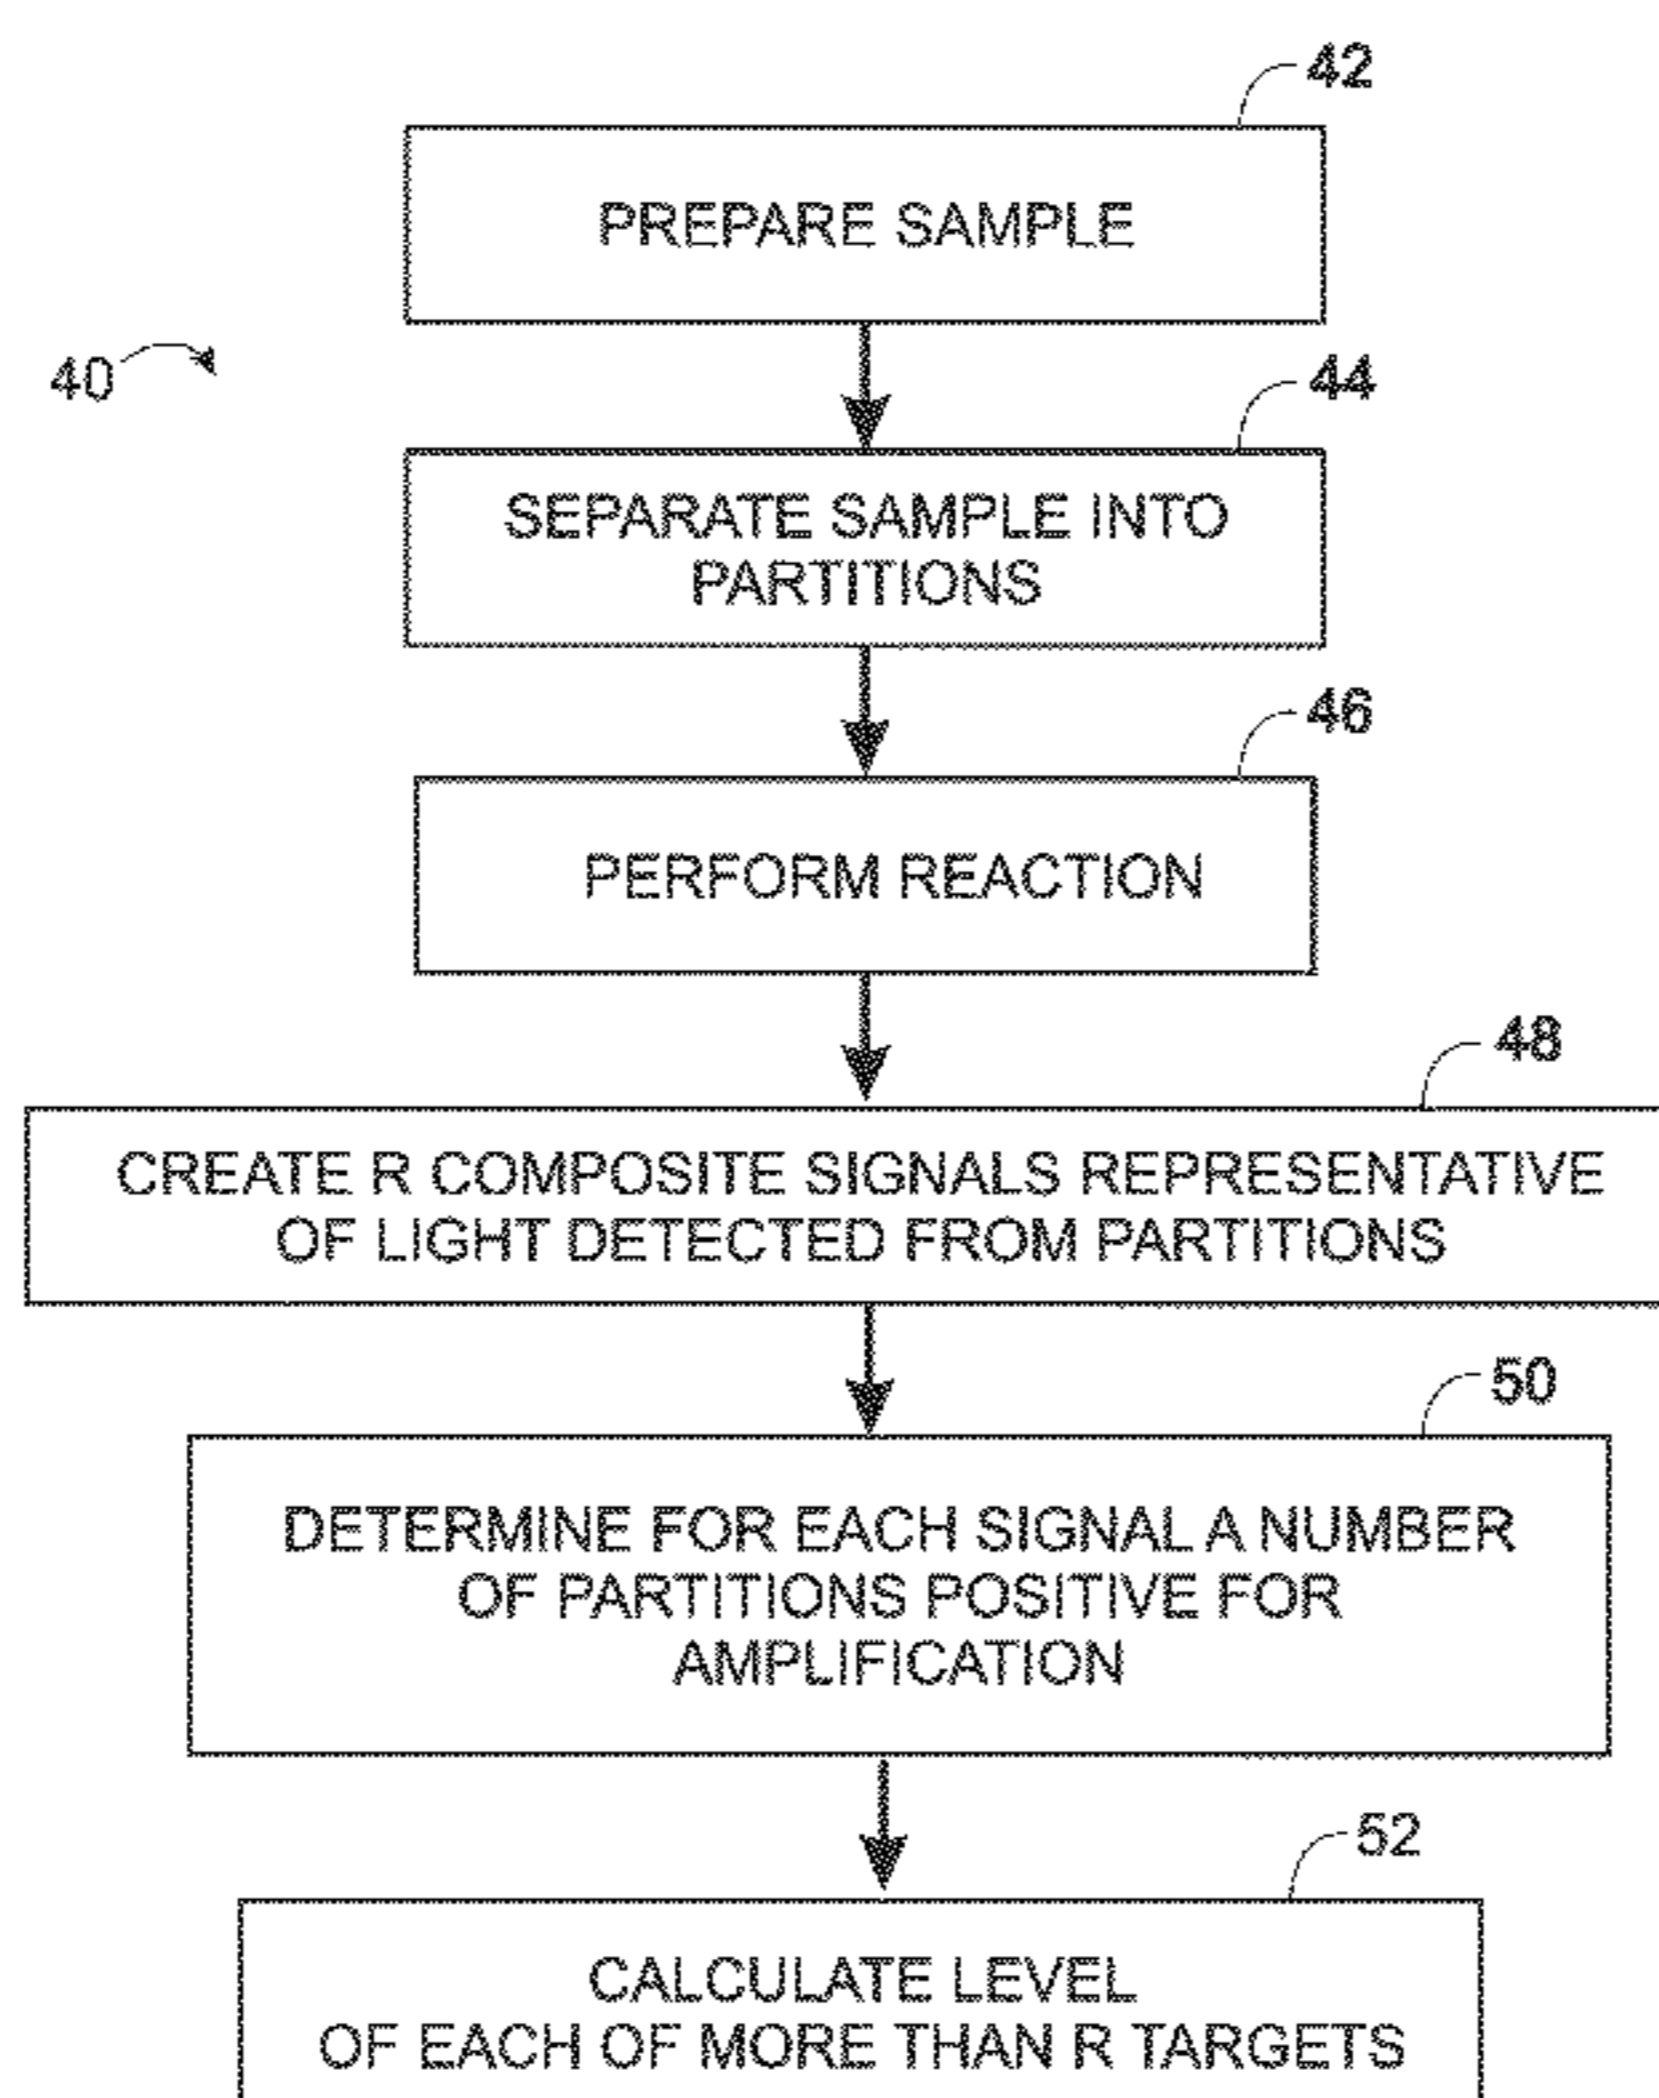 42
PREPARE SAMPLE
40
44
SEPARATE SAMPLE INTO
PARTITIONS
46
PERFORM REACTION
48
CREATE R COMPOSITE SIGNALS REPRESENTATIVE
OF LIGHT DETECTED FROM PARTITIONS
50
DETERMINE FOR EACH SIGNAL A NUMBER
OF PARTITIONS POSITIVE FOR
AMPLIFICATION
52
CALCULATE LEVEL
OF EACH OF MORE THAN R TARGETS